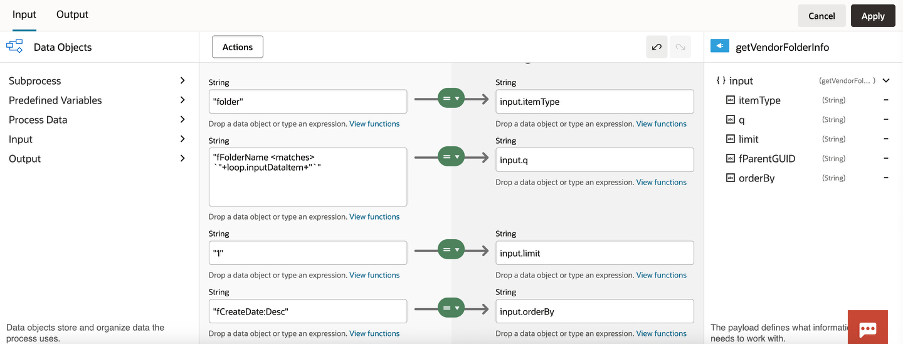 Input Output Cancel Apply
Data Objects Actions getVendorFolderInfo
Subprocess
Predefined Variables
Process Data
Input
Output
Data objects store and organize data the
process uses.
String String
"folder" input.itemType
Drop a data object or type an expression. View functions Drop a data object or type an expression. View functions
String String
"fFolderName <matches>
`"+loop.inputDataItem+"`" input.q
Drop a data object or type an expression. View functions
Drop a data object or type an expression. View functions
String String
"1" input.limit
Drop a data object or type an expression. View functions Drop a data object or type an expression. View functions
String String
"fCreateDate:Desc" input.orderBy
Drop a data object or type an expression. View functions Drop a data object or type an expression. View functions
{ } input (getVendorFol... )
itemType (String) –
q (String) –
limit (String) –
fParentGUID (String) –
orderBy (String) –
The payload defines what informati
needs to work with.